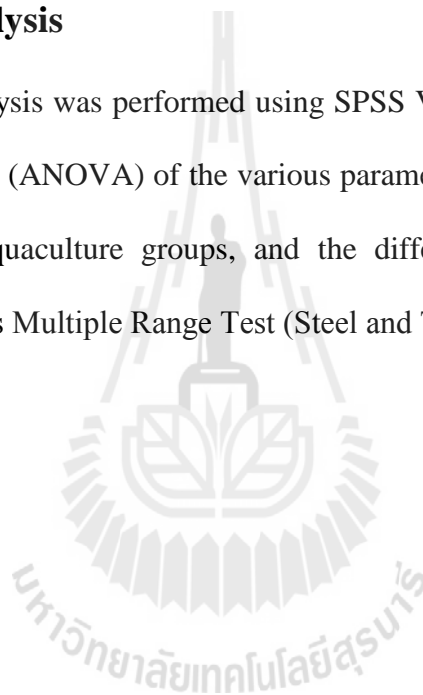 lysis
lysis was performed using SPSS V
(ANOVA) of the various parame
quaculture groups, and the diffe
s Multiple Range Test (Steel and T
มหาวิทยาลัยเทคโนโลยีสุรนารี